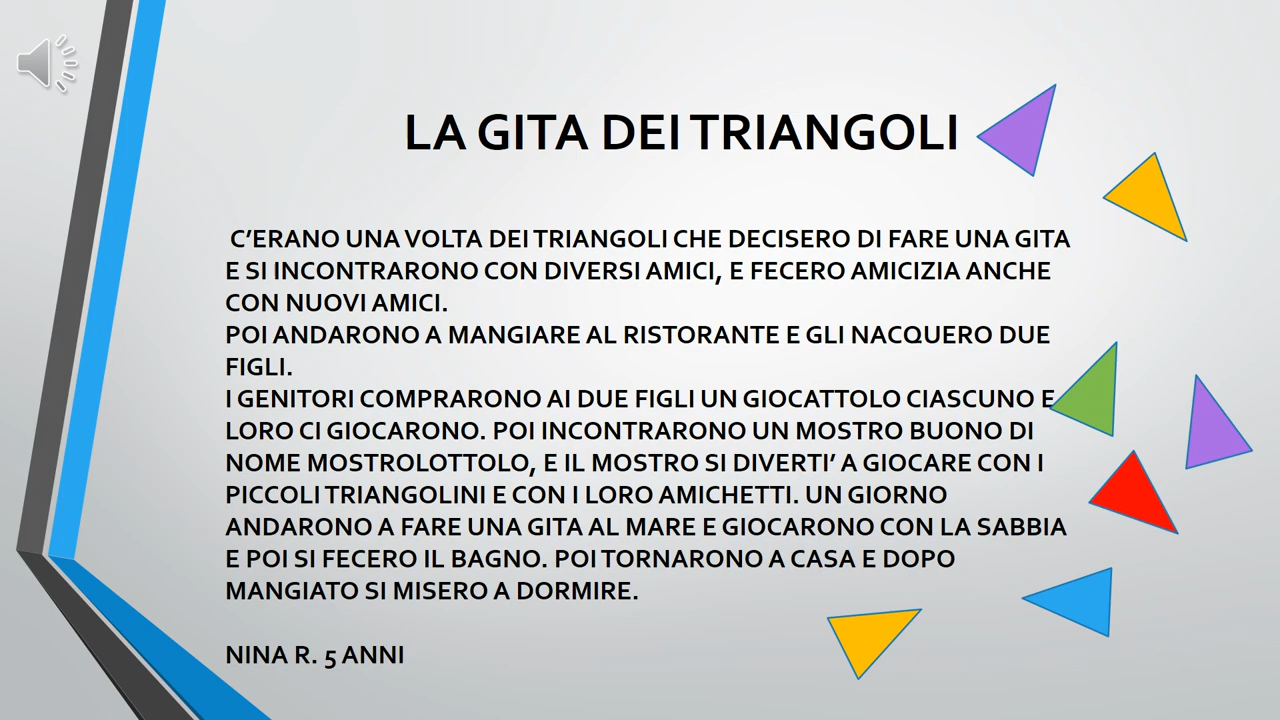 LA GITA DEI TRIANGOLI
C’ERANO UNA VOLTA DEI TRIANGOLI CHE DECISERO DI FARE UNA GITA
E SI INCONTRARONO CON DIVERSI AMICI, E FECERO AMICIZIA ANCHE
CON NUOVI AMICI.
POI ANDARONO A MANGIARE AL RISTORANTE E GLI NACQUERO DUE
FIGLI.
I GENITORI COMPRARONO AI DUE FIGLI UN GIOCATTOLO CIASCUNO E
LORO CI GIOCARONO. POI INCONTRARONO UN MOSTRO BUONO DI
NOME MOSTROLOTTOLO, E IL MOSTRO SI DIVERTI’ A GIOCARE CON I
PICCOLI TRIANGOLINI E CON I LORO AMICHETTI. UN GIORNO
ANDARONO A FARE UNA GITA AL MARE E GIOCARONO CON LA SABBIA
E POI SI FECERO IL BAGNO. POI TORNARONO A CASA E DOPO
MANGIATO SI MISERO A DORMIRE.
NINA R. 5 ANNI